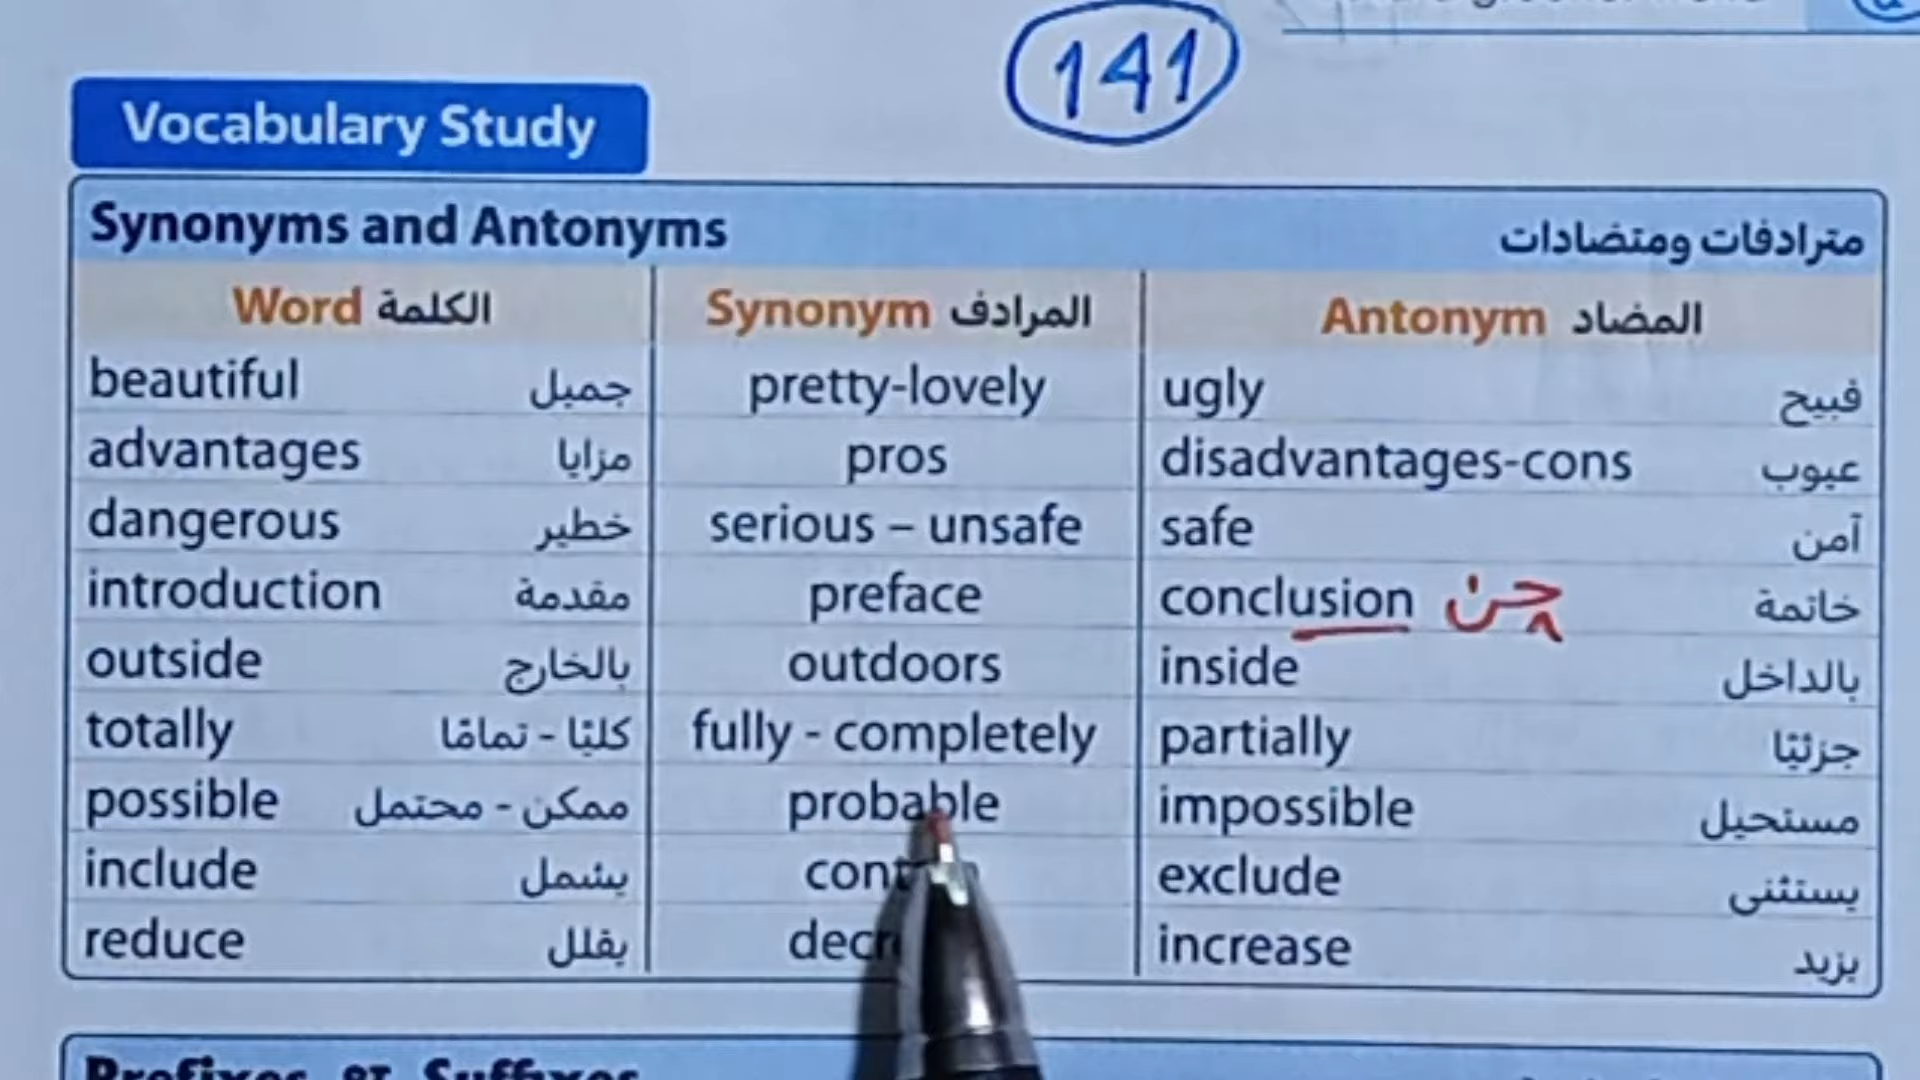 141
Vocabulary Study
Synonyms and Antonyms مترادفات ومتضادات
Word الكلمة Synonym المرادف Antonym المضاد
beautiful جميل pretty-lovely ugly قبيح
advantages مزايا pros disadvantages-cons عيوب
dangerous خطير serious – unsafe safe آمن
introduction مقدمة preface conclusion جن خاتمة
outside بالخارج outdoors inside بالداخل
totally كليًا - تمامًا fully - completely partially جزئيًا
possible ممكن - محتمل probable impossible مستحيل
include يشمل exclude يستثنى
reduce يقلل increase يزيد
Prefixes & Suffixes